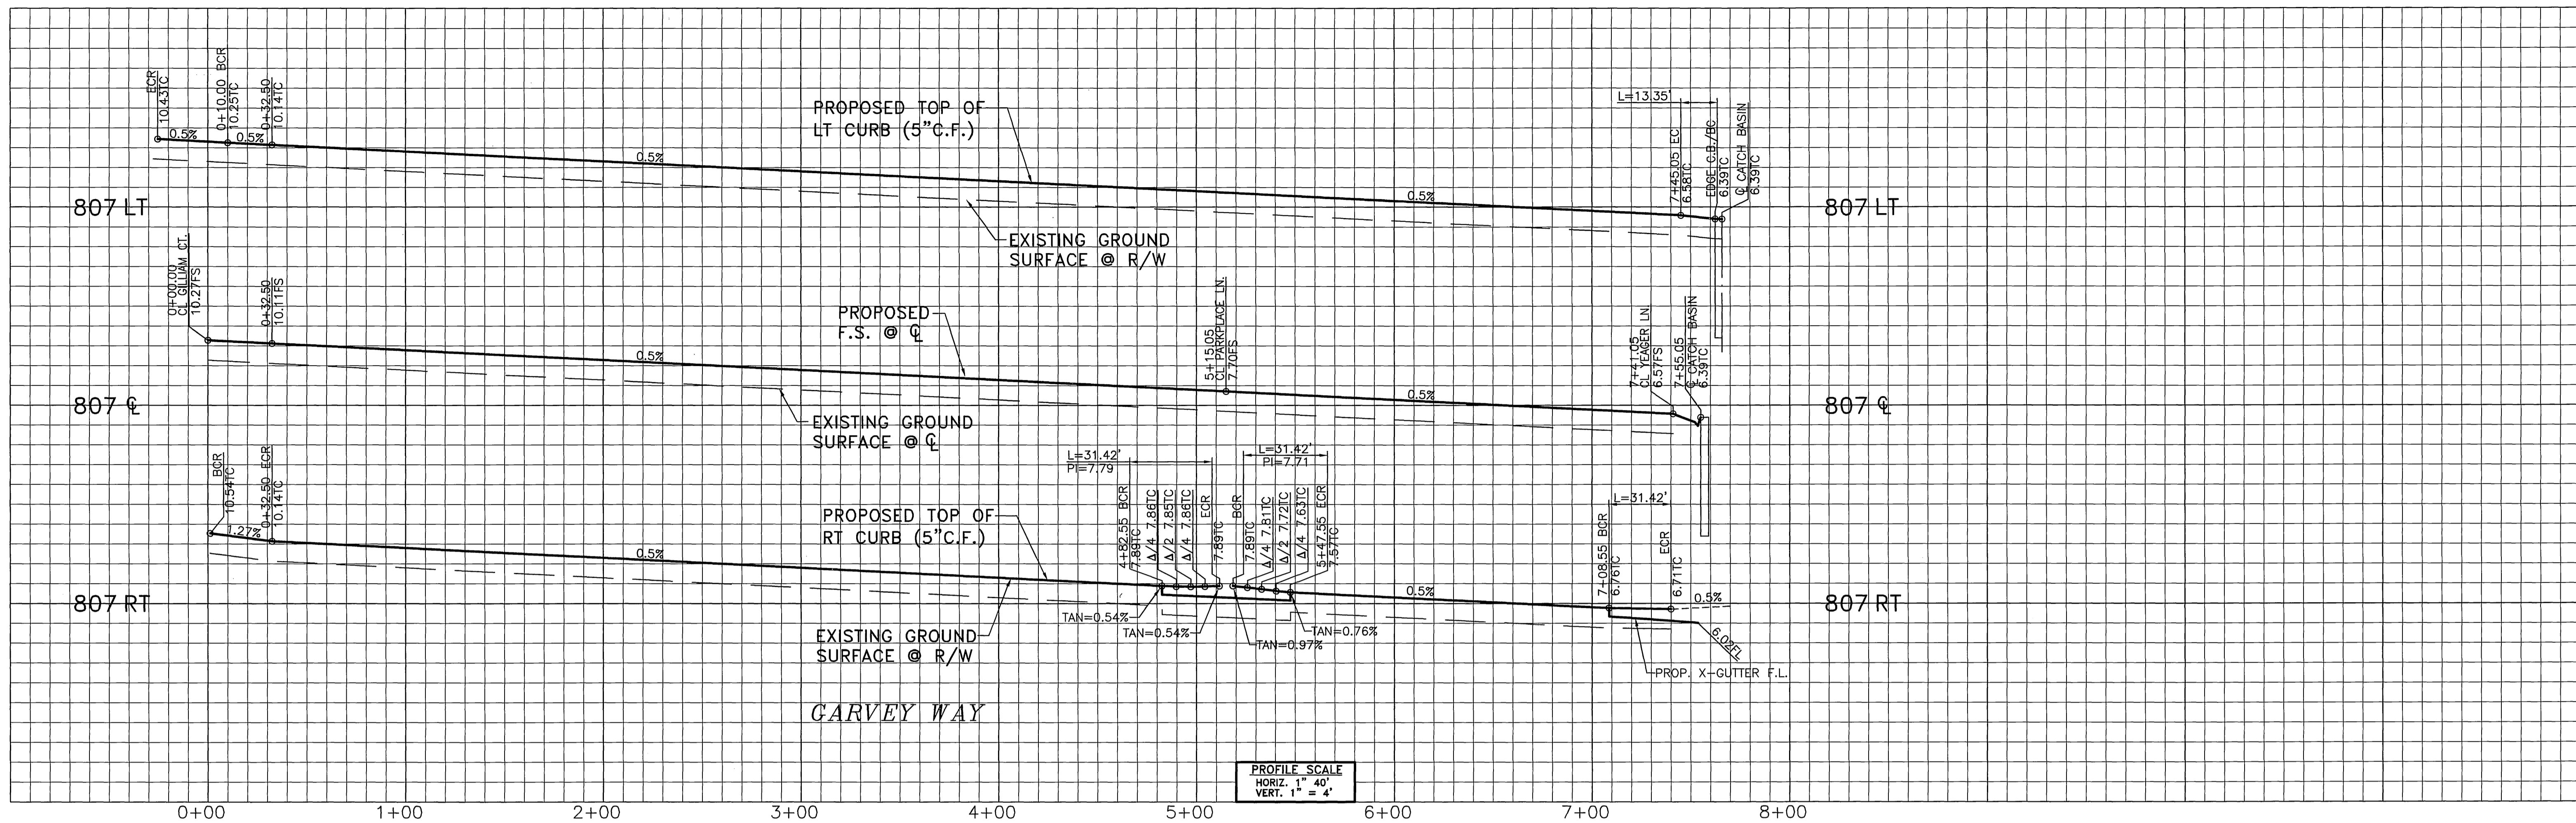 ECR
10.43TC
0+10.00 BCR
10.25TC
0+32.50
10.14TC
0.5%
0.5%
0.5%
PROPOSED TOP OF
LT CURB (5"C.F.)
0.5%
L=13.35'
7+45.05 EC
6.58TC
EDGE C.B./BC
6.39TC
℄ CATCH BASIN
6.39TC
807 LT
807 LT
EXISTING GROUND
SURFACE @ R/W
0+00.00
CL GILLIAM CT.
10.27FS
0+32.50
10.11FS
0.5%
PROPOSED
F.S. @ ℄
5+15.05
CL PARKPLACE LN.
7.70FS
0.5%
7+41.05
CL YEAGER LN.
6.57FS
7+55.05
℄ CATCH BASIN
6.39TC
807 ℄
807 ℄
EXISTING GROUND
SURFACE @ ℄
BCR
10.54TC
0+32.50 ECR
10.14TC
1.27%
0.5%
PROPOSED TOP OF
RT CURB (5"C.F.)
L=31.42'
PI=7.79
L=31.42'
PI=7.71
4+82.55 BCR
7.89TC
Δ/4 7.86TC
Δ/2 7.85TC
Δ/4 7.86TC
ECR
7.89TC
BCR
7.89TC
Δ/4 7.81TC
Δ/2 7.72TC
Δ/4 7.63TC
5+47.55 ECR
7.57TC
0.5%
L=31.42'
7-08.55 BCR
6.76TC
ECR
6.71TC
0.5%
807 RT
807 RT
TAN=0.54%
TAN=0.54%
TAN=0.97%
TAN=0.76%
6.02FL
PROP. X-GUTTER F.L.
EXISTING GROUND
SURFACE @ R/W
GARVEY WAY
PROFILE SCALE
HORIZ. 1" 40'
VERT. 1" = 4'
0+00 1+00 2+00 3+00 4+00 5+00 6+00 7+00 8+00